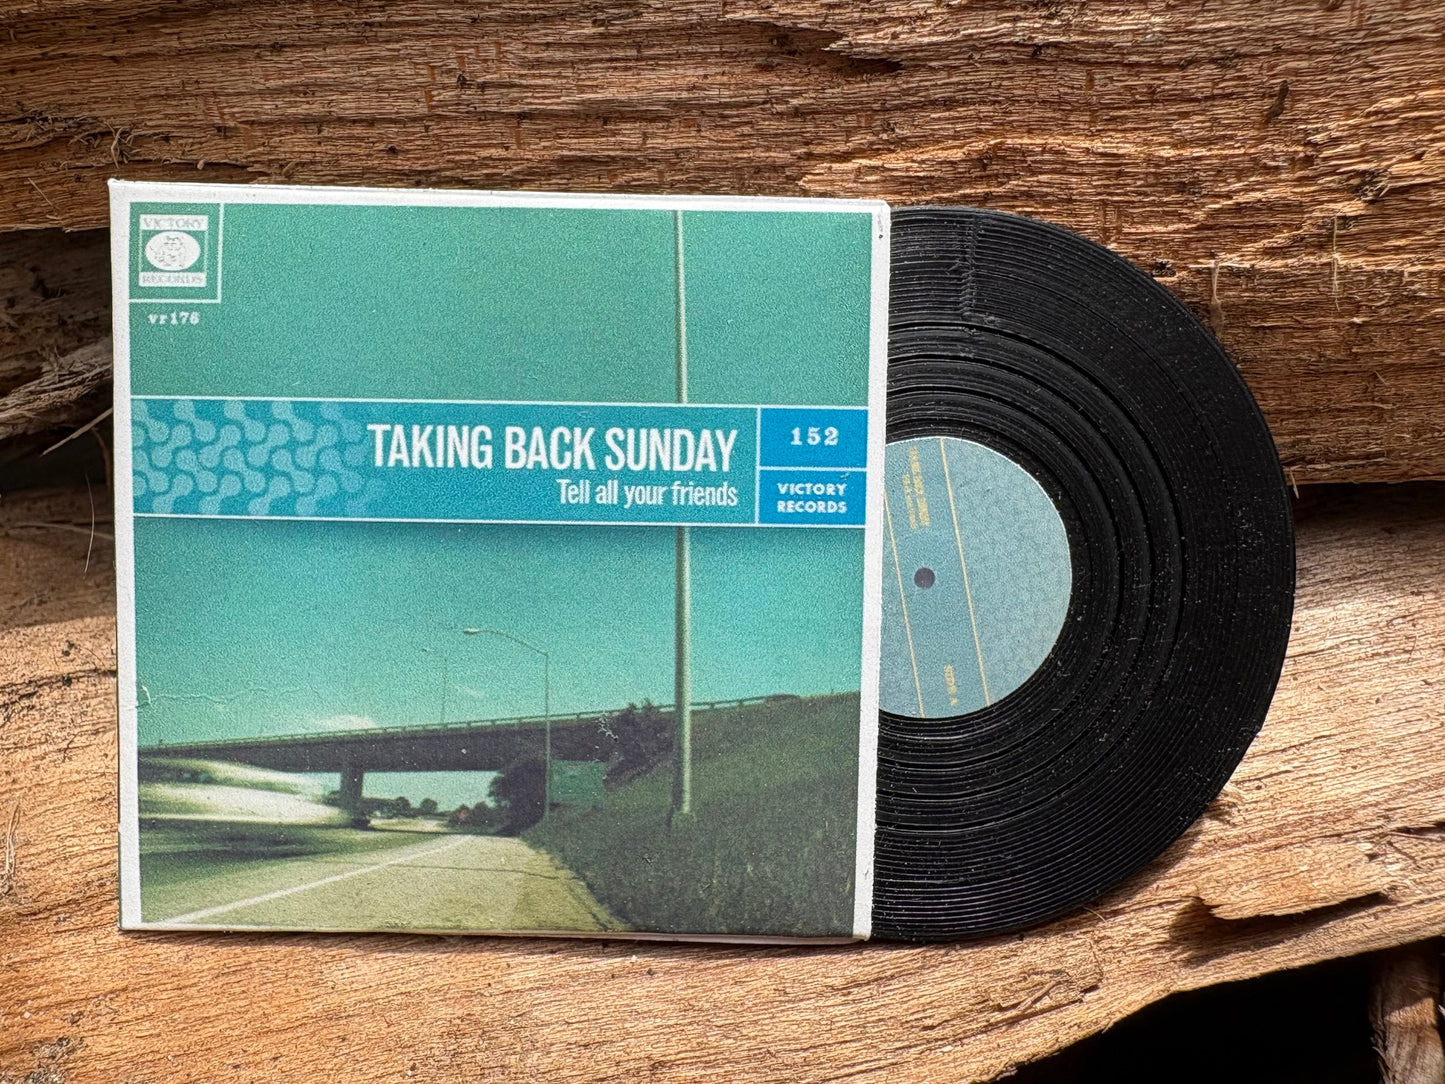 VICTORY
RECORDS
vr176
TAKING BACK SUNDAY
Tell all your friends
152
VICTORY
RECORDS